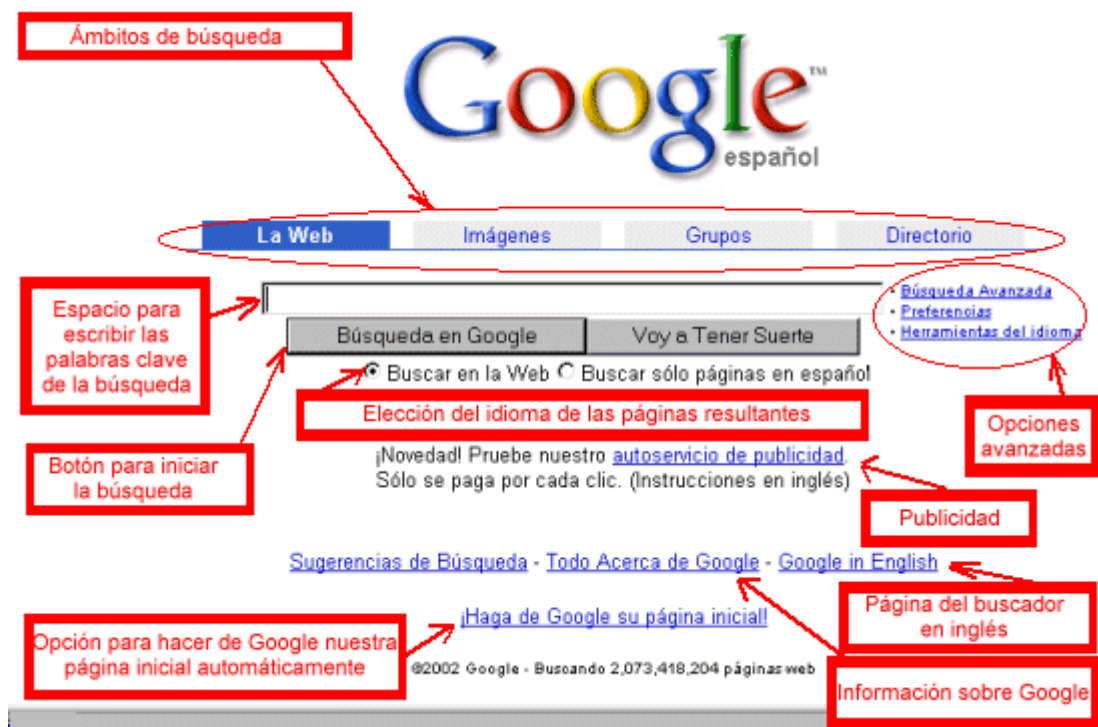 Ámbitos de búsqueda
Google™
español
La Web Imágenes Grupos Directorio
Espacio para
escribir las
palabras clave
de la búsqueda
• Búsqueda Avanzada
• Preferencias
• Herramientas del idioma
Búsqueda en Google Voy a Tener Suerte
Buscar en la Web Buscar sólo páginas en español
Elección del idioma de las páginas resultantes
Opciones
avanzadas
Botón para iniciar
la búsqueda
¡Novedad! Pruebe nuestro autoservicio de publicidad.
Sólo se paga por cada clic. (Instrucciones en inglés)
Publicidad
Sugerencias de Búsqueda - Todo Acerca de Google - Google in English
Página del buscador
en inglés
¡Haga de Google su página inicial!
Opción para hacer de Google nuestra
página inicial automáticamente
©2002 Google - Buscando 2,073,418,204 páginas web
Información sobre Google